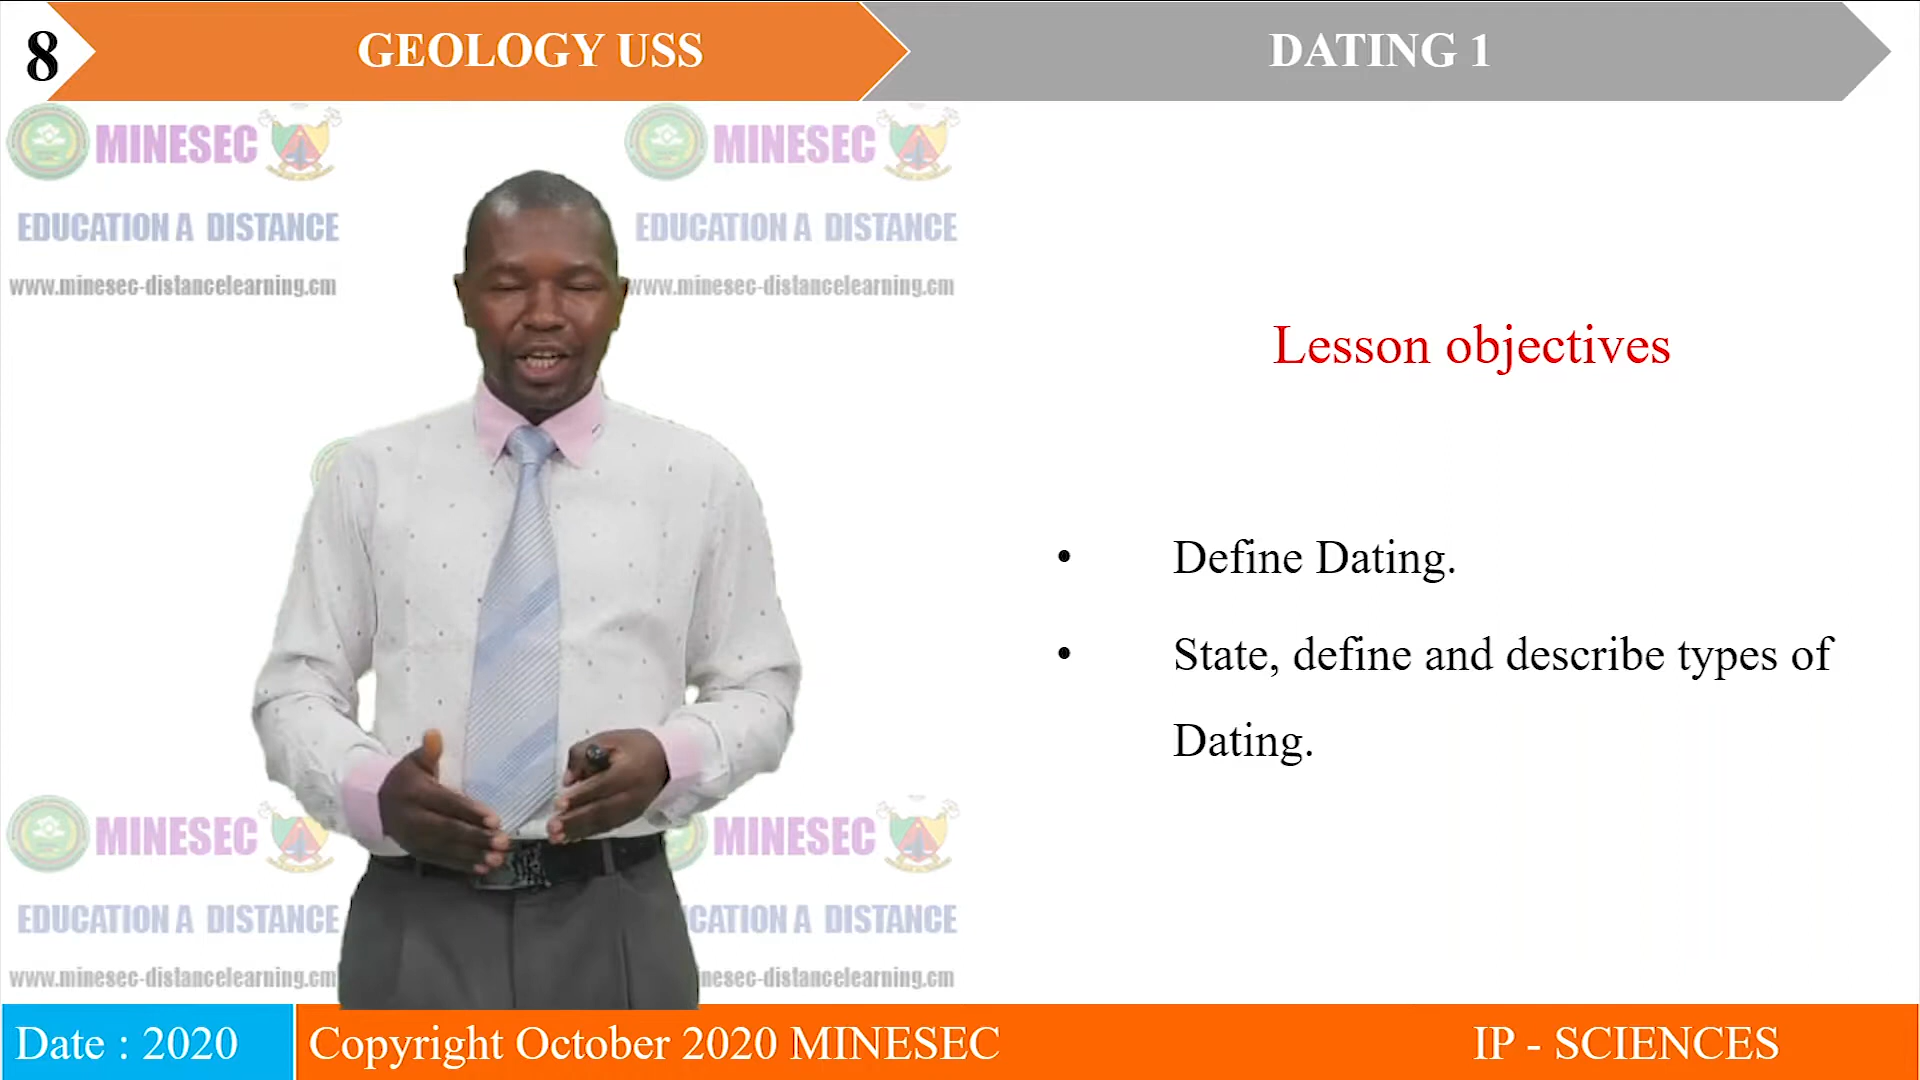 8
GEOLOGY USS
DATING 1
MINESEC
MINESEC
EDUCATION A DISTANCE
EDUCATION A DISTANCE
www.minesec-distancelearning.cm
www.minesec-distancelearning.cm
Lesson objectives
• Define Dating.
• State, define and describe types of
Dating.
MINESEC
MINESEC
EDUCATION A DISTANCE
CATION A DISTANCE
www.minesec-distancelearning.cm
nesec-distancelearning.cm
Date : 2020
Copyright October 2020 MINESEC
IP - SCIENCES